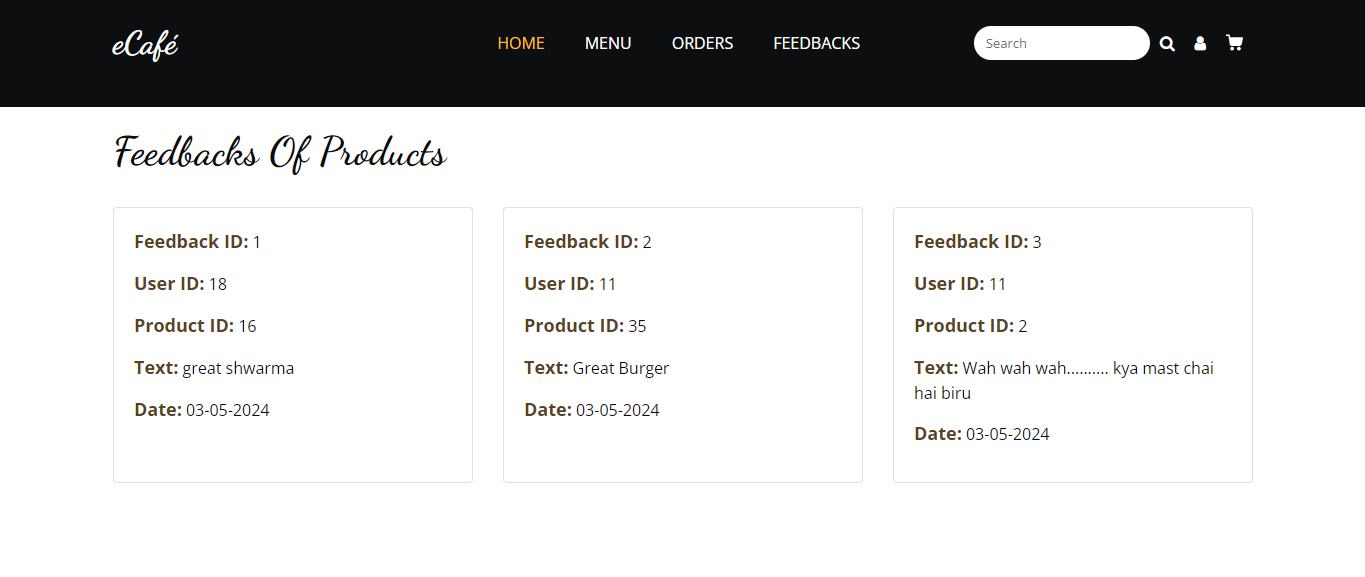 eCafé
HOME MENU ORDERS FEEDBACKS Search
Feedbacks Of Products
Feedback ID: 1
User ID: 18
Product ID: 16
Text: great shwarma
Date: 03-05-2024
Feedback ID: 2
User ID: 11
Product ID: 35
Text: Great Burger
Date: 03-05-2024
Feedback ID: 3
User ID: 11
Product ID: 2
Text: Wah wah wah.......... kya mast chai
hai biru
Date: 03-05-2024